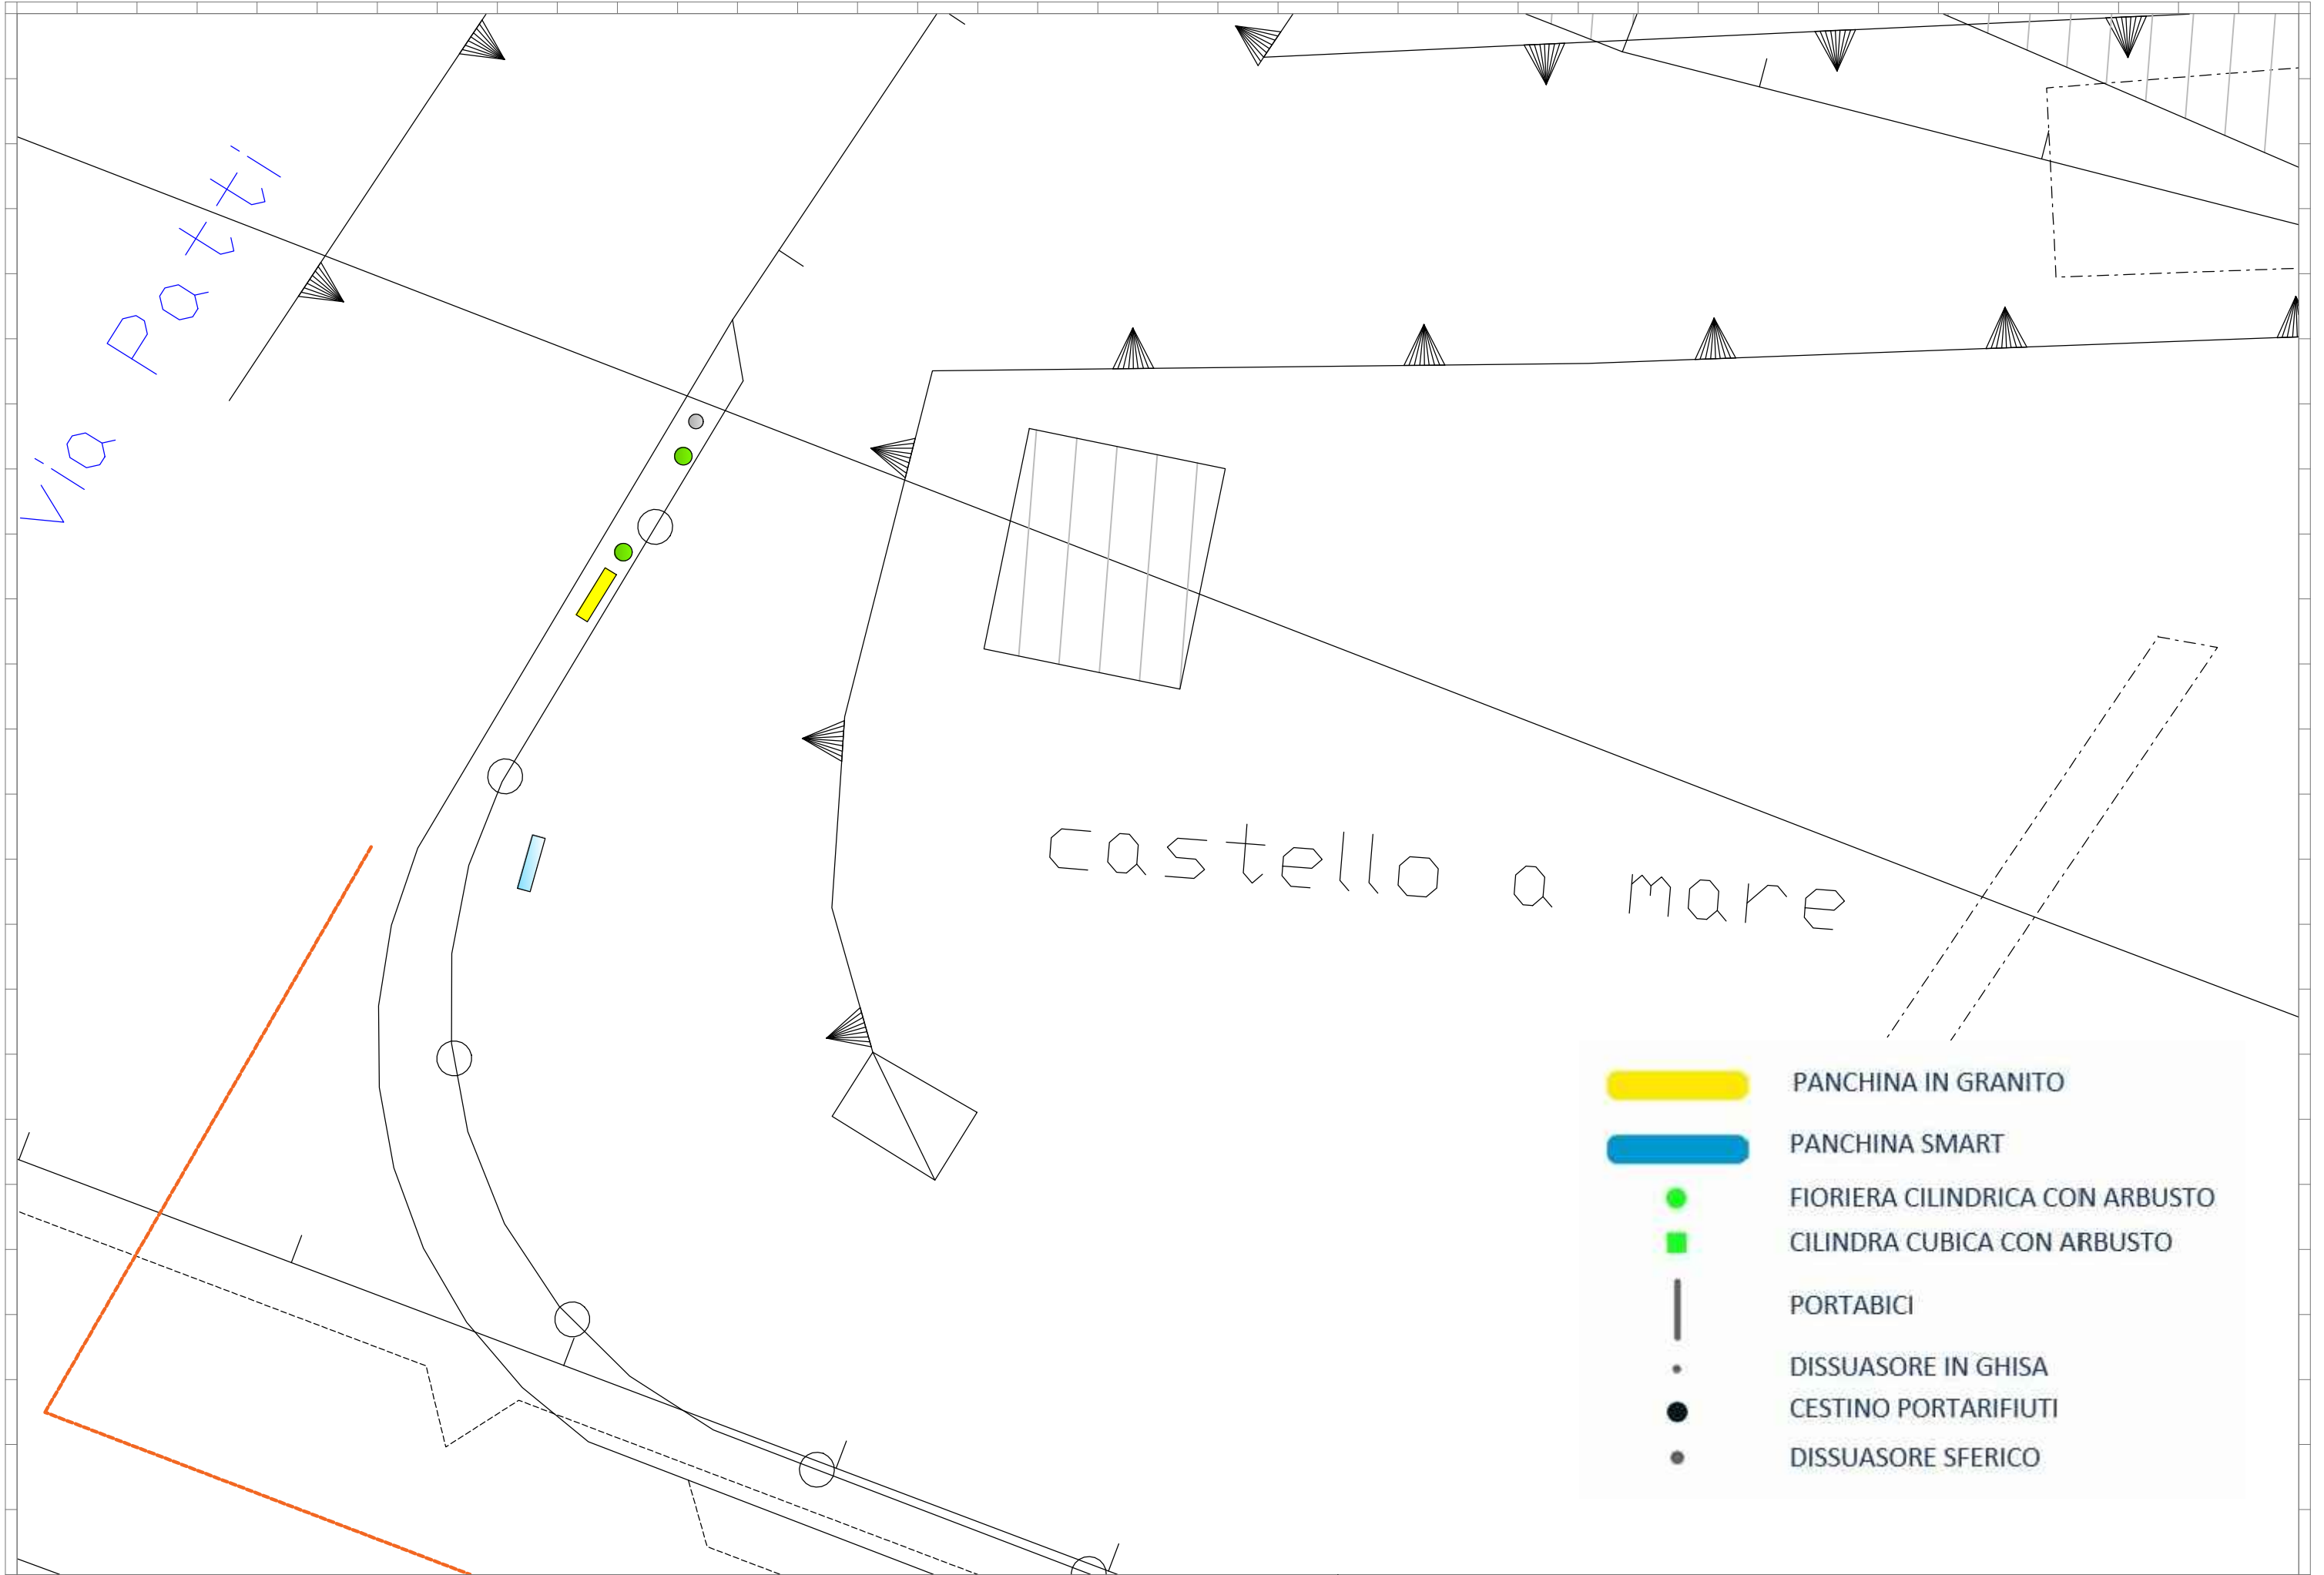 Via Patti
castello a mare
PANCHINA IN GRANITO
PANCHINA SMART
FIORIERA CILINDRICA CON ARBUSTO
CILINDRA CUBICA CON ARBUSTO
PORTABICI
DISSUASORE IN GHISA
CESTINO PORTARIFIUTI
DISSUASORE SFERICO